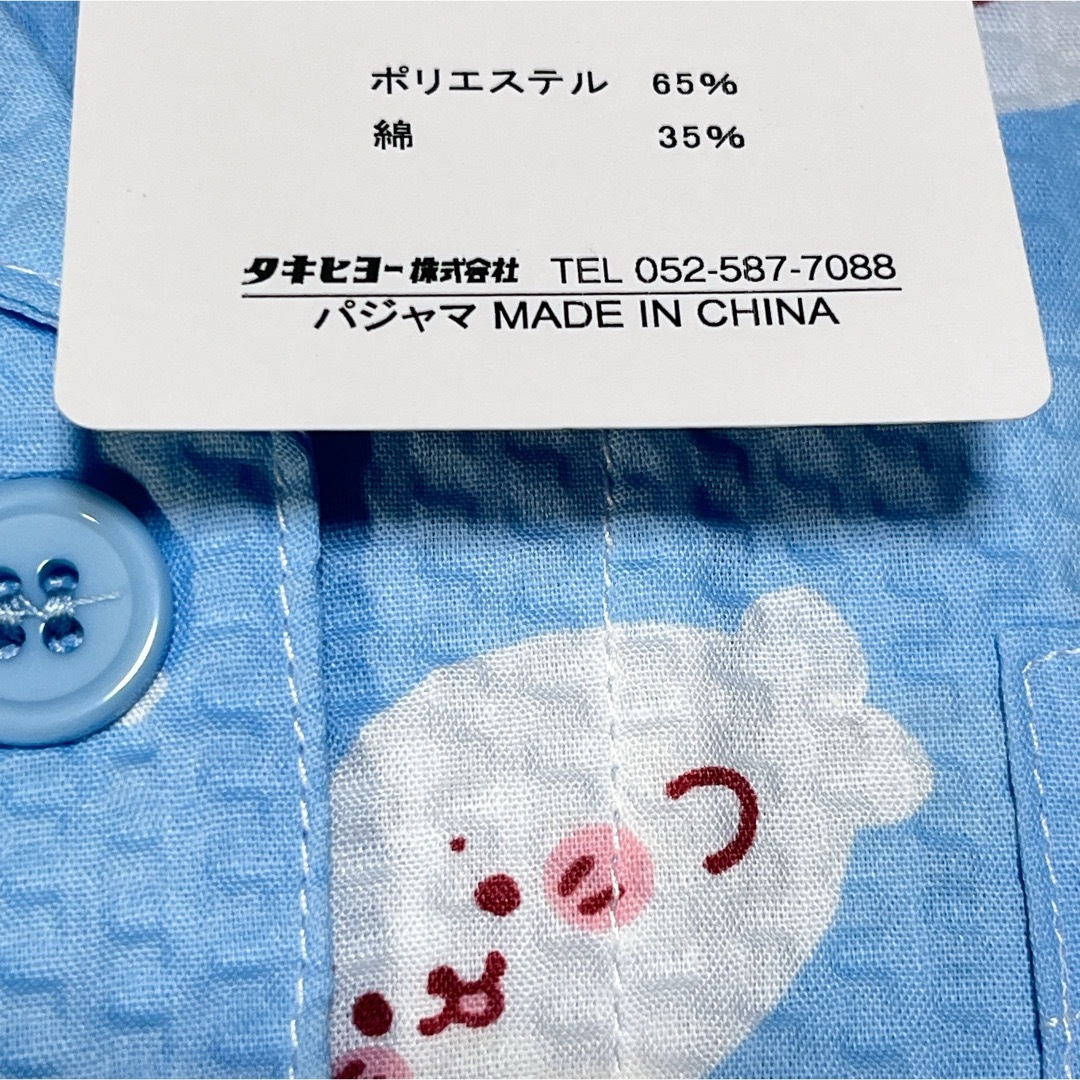 ポリエステル 65%
綿 35%
タキヒヨー株式会社 TEL 052-587-7088
パジャマ MADE IN CHINA